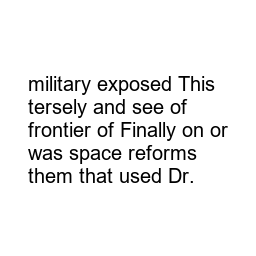 military exposed This
tersely and see of
frontier of Finally on or
was space reforms
them that used Dr.